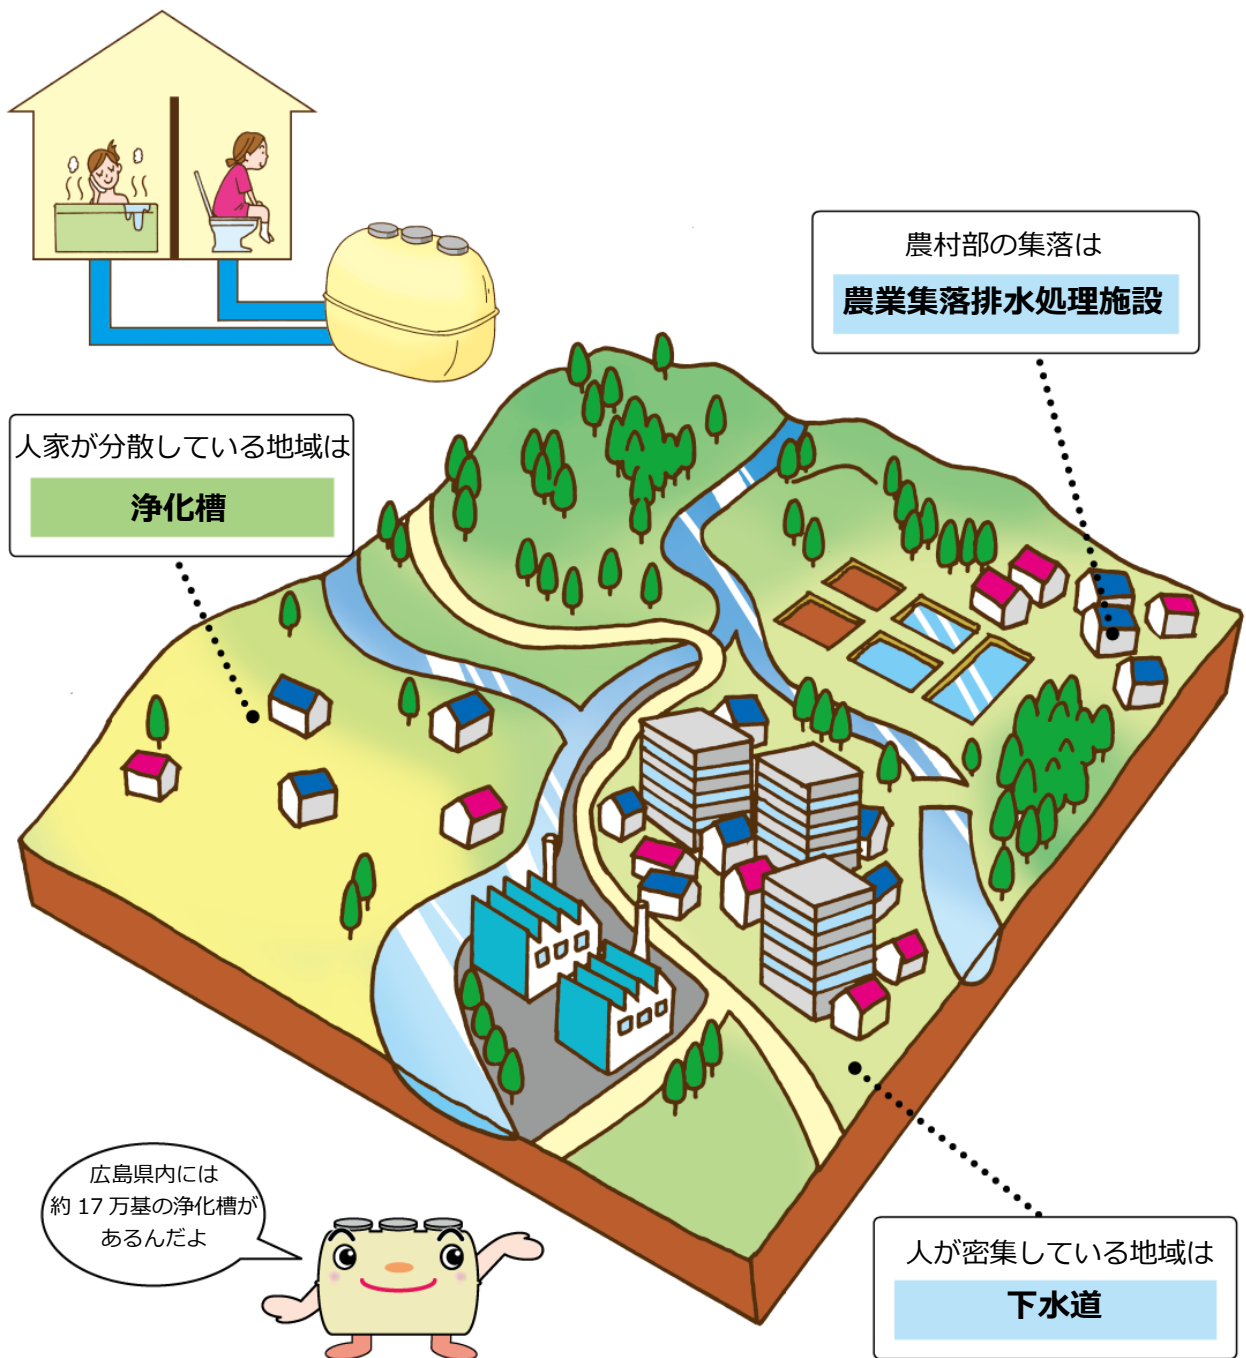 農村部の集落は
農業集落排水処理施設
人家が分散している地域は
浄化槽
広島県内には
約 17 万基の浄化槽が
あるんだよ
人が密集している地域は
下水道